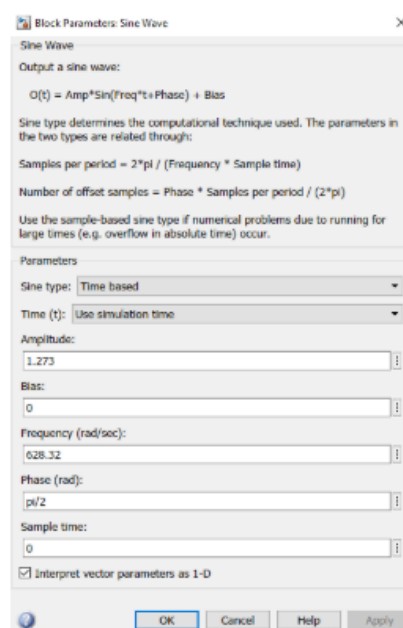 Block Parameters: Sine Wave
Sine Wave
Output a sine wave:
O(t) = Amp*Sin(Freq*t+Phase) + Bias
Sine type determines the computational technique used. The parameters in
the two types are related through:
Samples per period = 2*pi / (Frequency * Sample time)
Number of offset samples = Phase * Samples per period / (2*pi)
Use the sample-based sine type if numerical problems due to running for
large times (e.g. overflow in absolute time) occur.
Parameters
Sine type: Time based
Time (t): Use simulation time
Amplitude:
1.273
Bias:
0
Frequency (rad/sec):
628.32
Phase (rad):
pi/2
Sample time:
0
Interpret vector parameters as 1-D
OK Cancel Help Apply